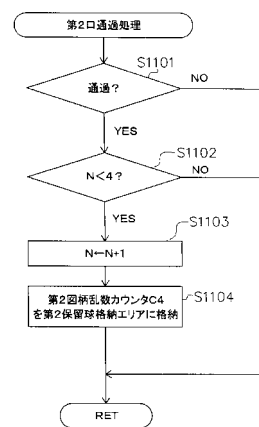 第2口通過処理
S1101
通過?
NO
YES
S1102
N<4?
NO
YES
S1103
N←N+1
S1104
第2図柄乱数カウンタC4
を第2保留球格納エリアに格納
RET